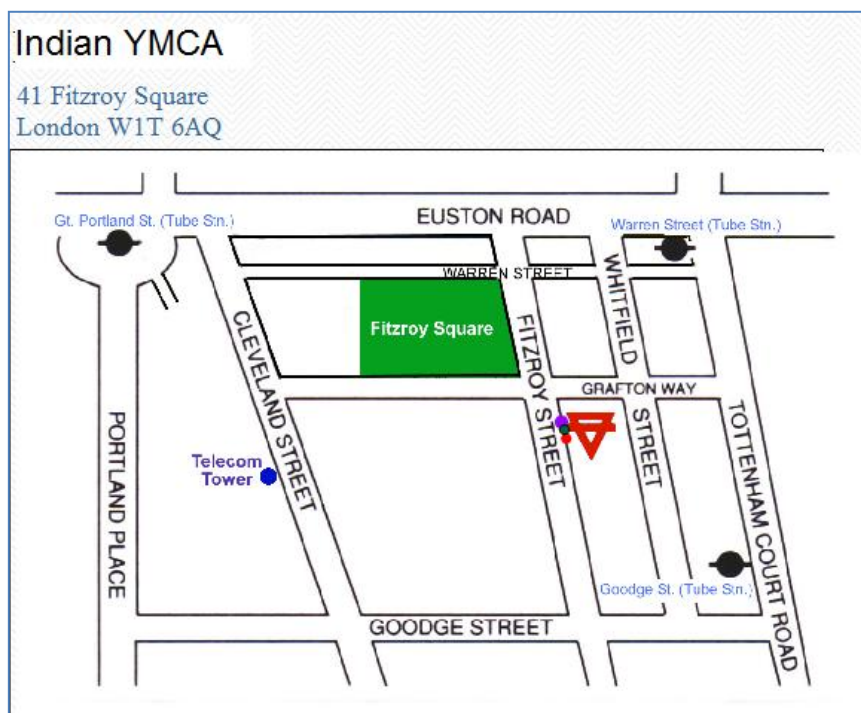 Indian YMCA
41 Fitzroy Square
London W1T 6AQ
EUSTON ROAD
Gt. Portland St. (Tube Stn.)
Warren Street (Tube Stn.)
WARREN STREET
WHITFIELD STREET
Fitzroy Square
CLEVELAND STREET
FITZROY STREET
GRAFTON WAY
PORTLAND PLACE
TOTTENHAM COURT ROAD
Telecom
Tower
Goodge St. (Tube Stn.)
GOODGE STREET